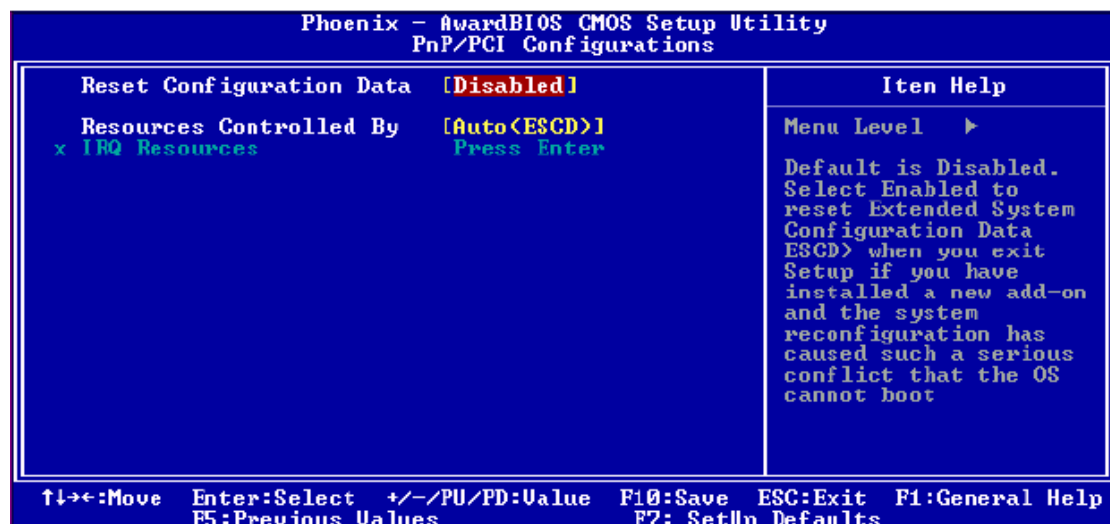 Phoenix - AwardBIOS CMOS Setup Utility
PnP/PCI Configurations
Reset Configuration Data [Disabled]
Resources Controlled By [Auto(ESCD)]
x IRQ Resources Press Enter
Iten Help
Menu Level ▶
Default is Disabled.
Select Enabled to
reset Extended System
Configuration Data
ESCD) when you exit
Setup if you have
installed a new add-on
and the system
reconfiguration has
caused such a serious
conflict that the OS
cannot boot
↑↓→←:Move Enter:Select +/-/PU/PD:Value F10:Save ESC:Exit F1:General Help
F5:Previous Values F7: SetUp Defaults